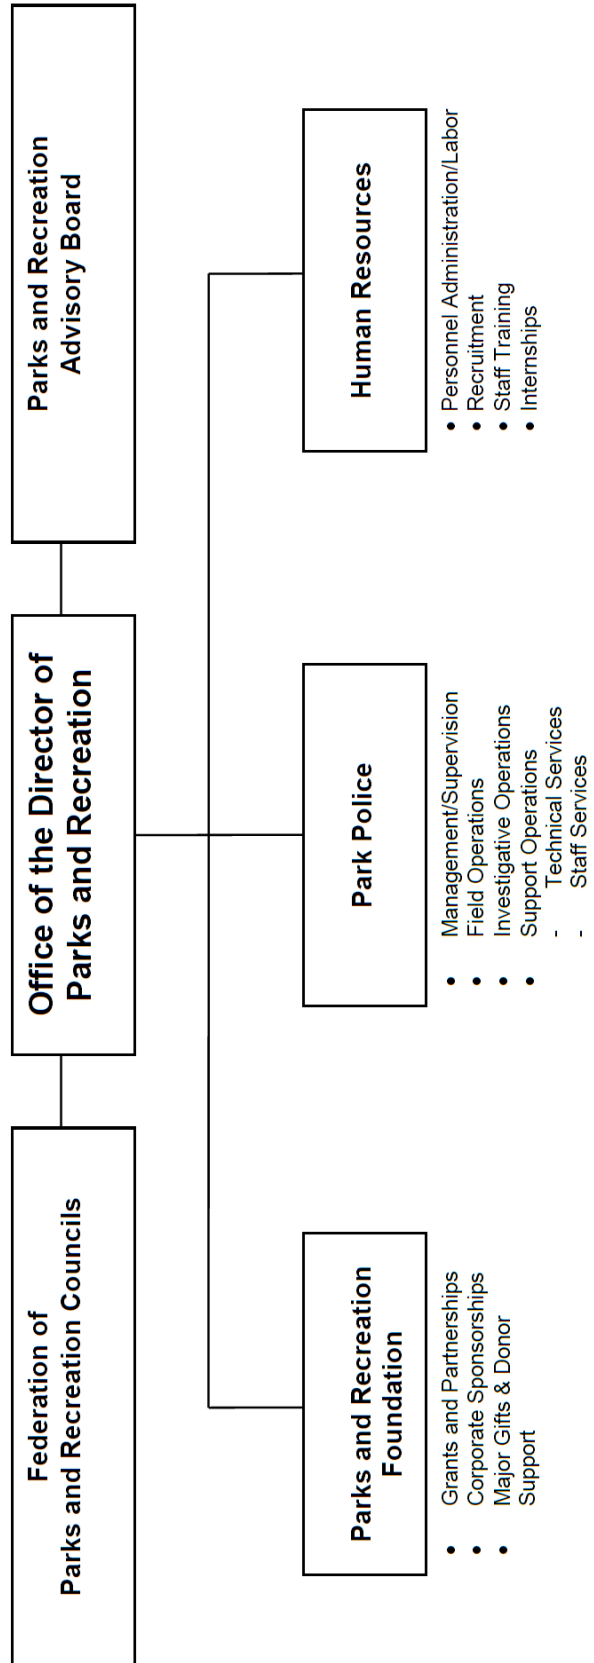 Federation of
Parks and Recreation Councils
Office of the Director of
Parks and Recreation
Parks and Recreation
Advisory Board
Parks and Recreation
Foundation
• Grants and Partnerships
• Corporate Sponsorships
• Major Gifts & Donor
Support
Park Police
• Management/Supervision
• Field Operations
• Investigative Operations
• Support Operations
- Technical Services
- Staff Services
Human Resources
• Personnel Administration/Labor
• Recruitment
• Staff Training
• Internships